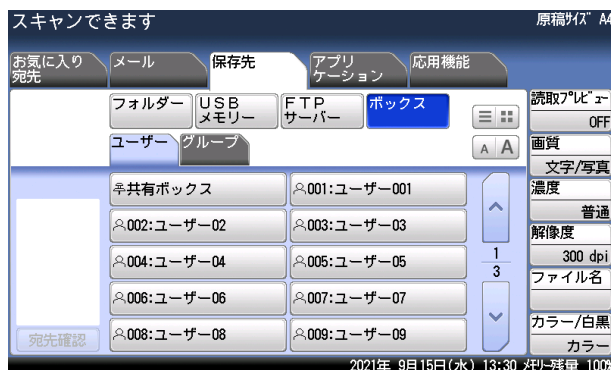 スキャンできます
原稿サイズ A4
お気に入り
宛先
メール
保存先
アプリ
ケーション
応用機能
フォルダー
USB
メモリー
FTP
サーバー
ボックス
ユーザー
グループ
A A
共有ボックス
001:ユーザー001
002:ユーザー02
003:ユーザー03
004:ユーザー04
005:ユーザー05
006:ユーザー06
007:ユーザー07
008:ユーザー08
009:ユーザー09
1
3
宛先確認
読取プレビュー
OFF
画質
文字/写真
濃度
普通
解像度
300 dpi
ファイル名
カラー/白黒
カラー
2021年 9月15日(水) 13:30 メモリー残量 100%